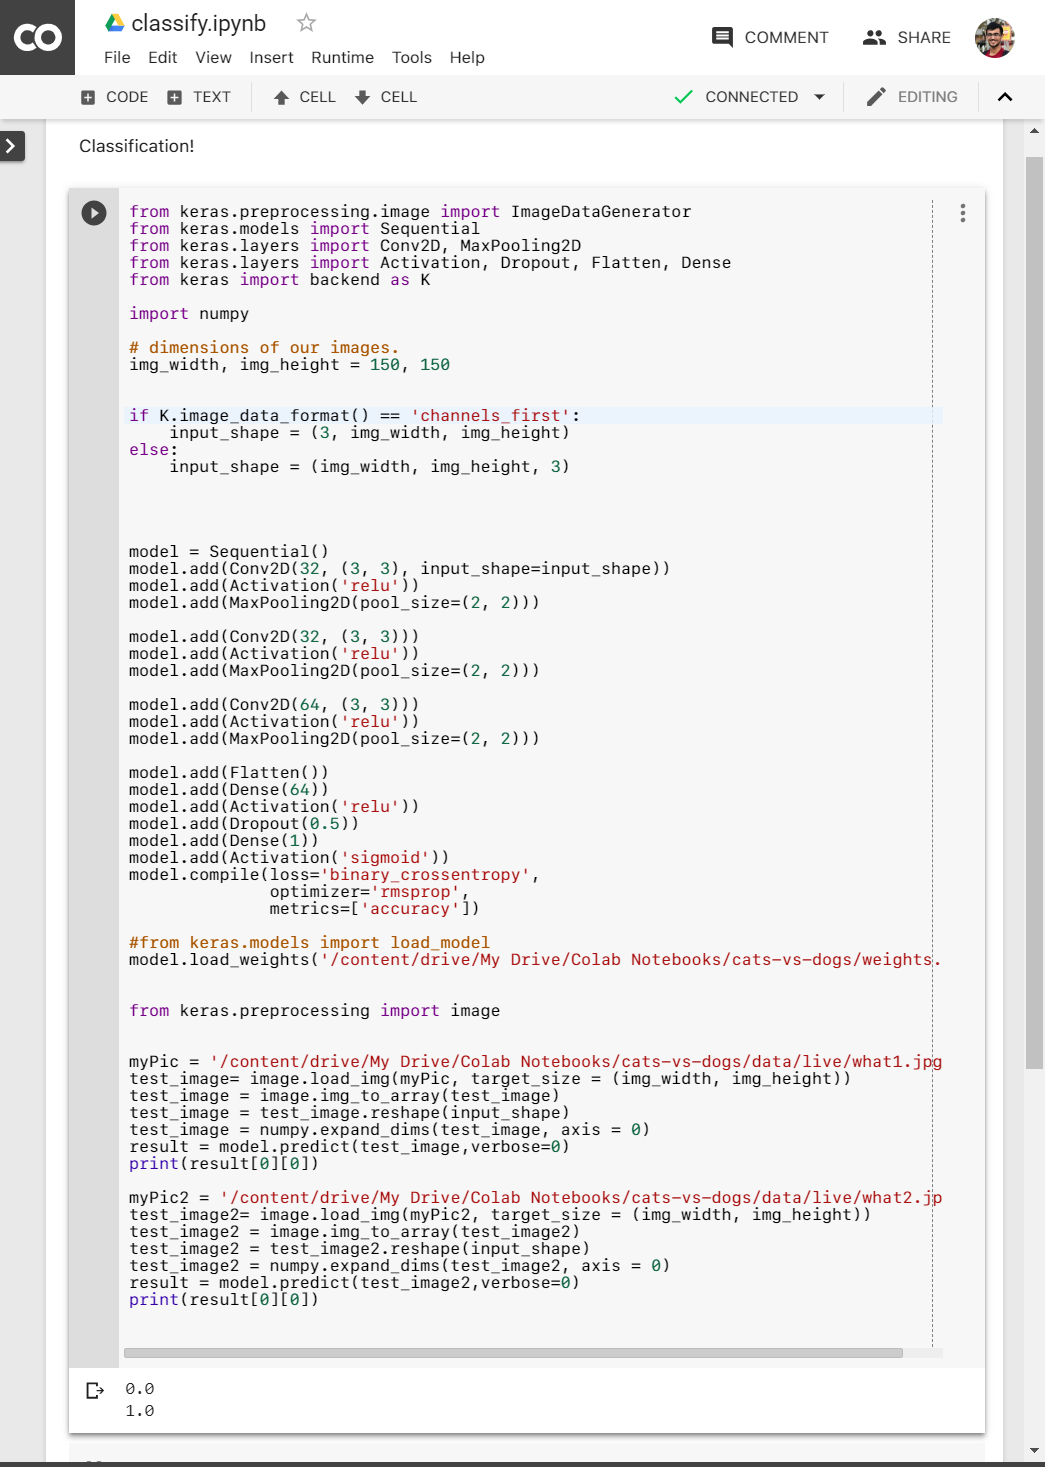 CO
classify.ipynb
COMMENT
SHARE
File Edit View Insert Runtime Tools Help
CODE TEXT CELL CELL CONNECTED EDITING
Classification!
from keras.preprocessing.image import ImageDataGenerator
from keras.models import Sequential
from keras.layers import Conv2D, MaxPooling2D
from keras.layers import Activation, Dropout, Flatten, Dense
from keras import backend as K
import numpy
# dimensions of our images.
img_width, img_height = 150, 150
if K.image_data_format() == 'channels_first':
    input_shape = (3, img_width, img_height)
else:
    input_shape = (img_width, img_height, 3)
model = Sequential()
model.add(Conv2D(32, (3, 3), input_shape=input_shape))
model.add(Activation('relu'))
model.add(MaxPooling2D(pool_size=(2, 2)))
model.add(Conv2D(32, (3, 3)))
model.add(Activation('relu'))
model.add(MaxPooling2D(pool_size=(2, 2)))
model.add(Conv2D(64, (3, 3)))
model.add(Activation('relu'))
model.add(MaxPooling2D(pool_size=(2, 2)))
model.add(Flatten())
model.add(Dense(64))
model.add(Activation('relu'))
model.add(Dropout(0.5))
model.add(Dense(1))
model.add(Activation('sigmoid'))
model.compile(loss='binary_crossentropy',
              optimizer='rmsprop',
              metrics=['accuracy'])
#from keras.models import load_model
model.load_weights('/content/drive/My Drive/Colab Notebooks/cats-vs-dogs/weights.
from keras.preprocessing import image
myPic = '/content/drive/My Drive/Colab Notebooks/cats-vs-dogs/data/live/what1.jpg
test_image= image.load_img(myPic, target_size = (img_width, img_height))
test_image = image.img_to_array(test_image)
test_image = test_image.reshape(input_shape)
test_image = numpy.expand_dims(test_image, axis = 0)
result = model.predict(test_image,verbose=0)
print(result[0][0])
myPic2 = '/content/drive/My Drive/Colab Notebooks/cats-vs-dogs/data/live/what2.jp
test_image2= image.load_img(myPic2, target_size = (img_width, img_height))
test_image2 = image.img_to_array(test_image2)
test_image2 = test_image2.reshape(input_shape)
test_image2 = numpy.expand_dims(test_image2, axis = 0)
result = model.predict(test_image2,verbose=0)
print(result[0][0])
0.0
1.0